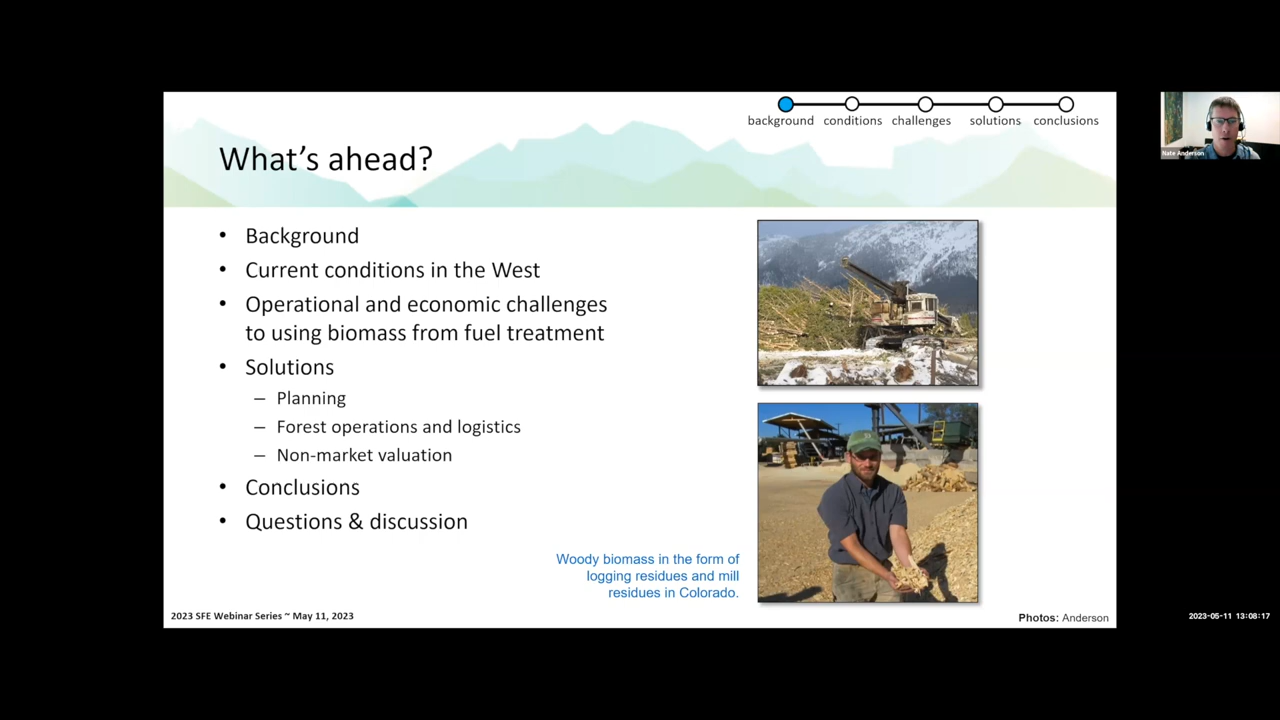 background conditions challenges solutions conclusions
What's ahead?
• Background
• Current conditions in the West
• Operational and economic challenges
to using biomass from fuel treatment
• Solutions
– Planning
– Forest operations and logistics
– Non-market valuation
• Conclusions
• Questions & discussion
Woody biomass in the form of
logging residues and mill
residues in Colorado.
2023 SFE Webinar Series ~ May 11, 2023
Photos: Anderson
Nate Anderson
2023-05-11 13:08:17